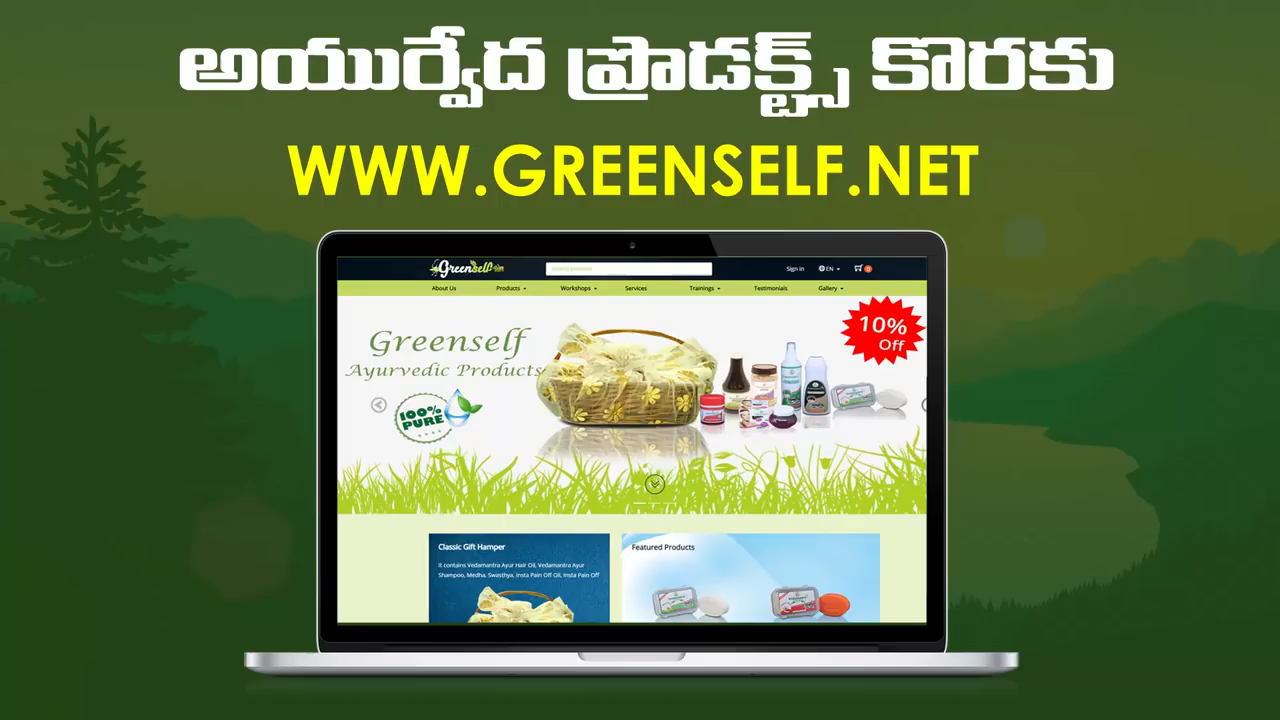 అయుర్వేద ప్రొడక్ట్స్ కొరకు
WWW.GREENSELF.NET
Greenself
Sign in
EN
0
About Us
Products
Workshops
Services
Trainings
Testimonials
Gallery
10%
Off
Greenself
Ayurvedic Products
100%
PURE
Classic Gift Hamper
It contains Vedamantra Ayur Hair Oil, Vedamantra Ayur
Shampoo, Medha, Swasthya, Insta Pain Off Oil, Insta Pain Off
Featured Products